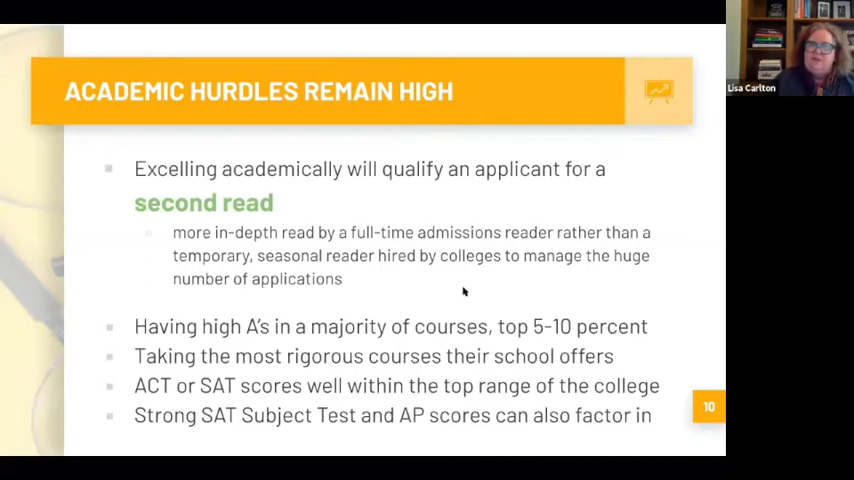 ACADEMIC HURDLES REMAIN HIGH
Lisa Carlton
Excelling academically will qualify an applicant for a
second read
more in-depth read by a full-time admissions reader rather than a
temporary, seasonal reader hired by colleges to manage the huge
number of applications
Having high A's in a majority of courses, top 5-10 percent
Taking the most rigorous courses their school offers
ACT or SAT scores well within the top range of the college
Strong SAT Subject Test and AP scores can also factor in
10